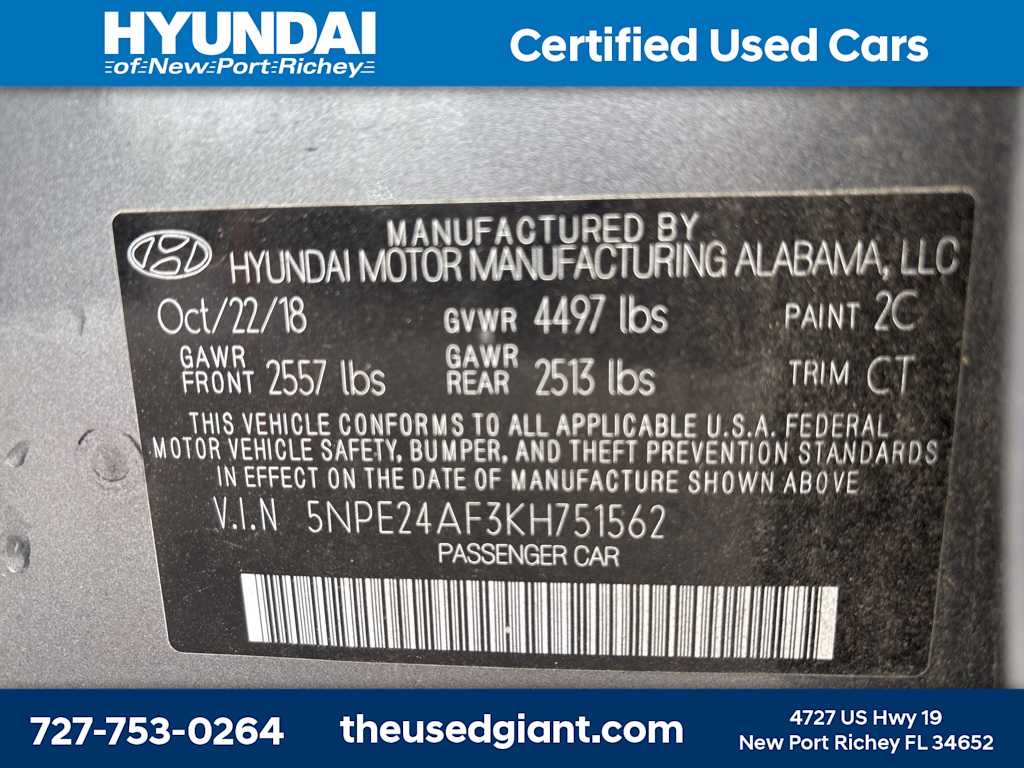 HYUNDAI
of New Port Richey
Certified Used Cars
MANUFACTURED BY
HYUNDAI MOTOR MANUFACTURING ALABAMA, LLC
Oct/22/18 GVWR 4497 lbs PAINT 2C
GAWR FRONT 2557 lbs GAWR REAR 2513 lbs TRIM CT
THIS VEHICLE CONFORMS TO ALL APPLICABLE U.S.A. FEDERAL
MOTOR VEHICLE SAFETY, BUMPER, AND THEFT PREVENTION STANDARDS
IN EFFECT ON THE DATE OF MANUFACTURE SHOWN ABOVE
V.I.N 5NPE24AF3KH751562
PASSENGER CAR
727-753-0264
theusedgiant.com
4727 US Hwy 19
New Port Richey FL 34652